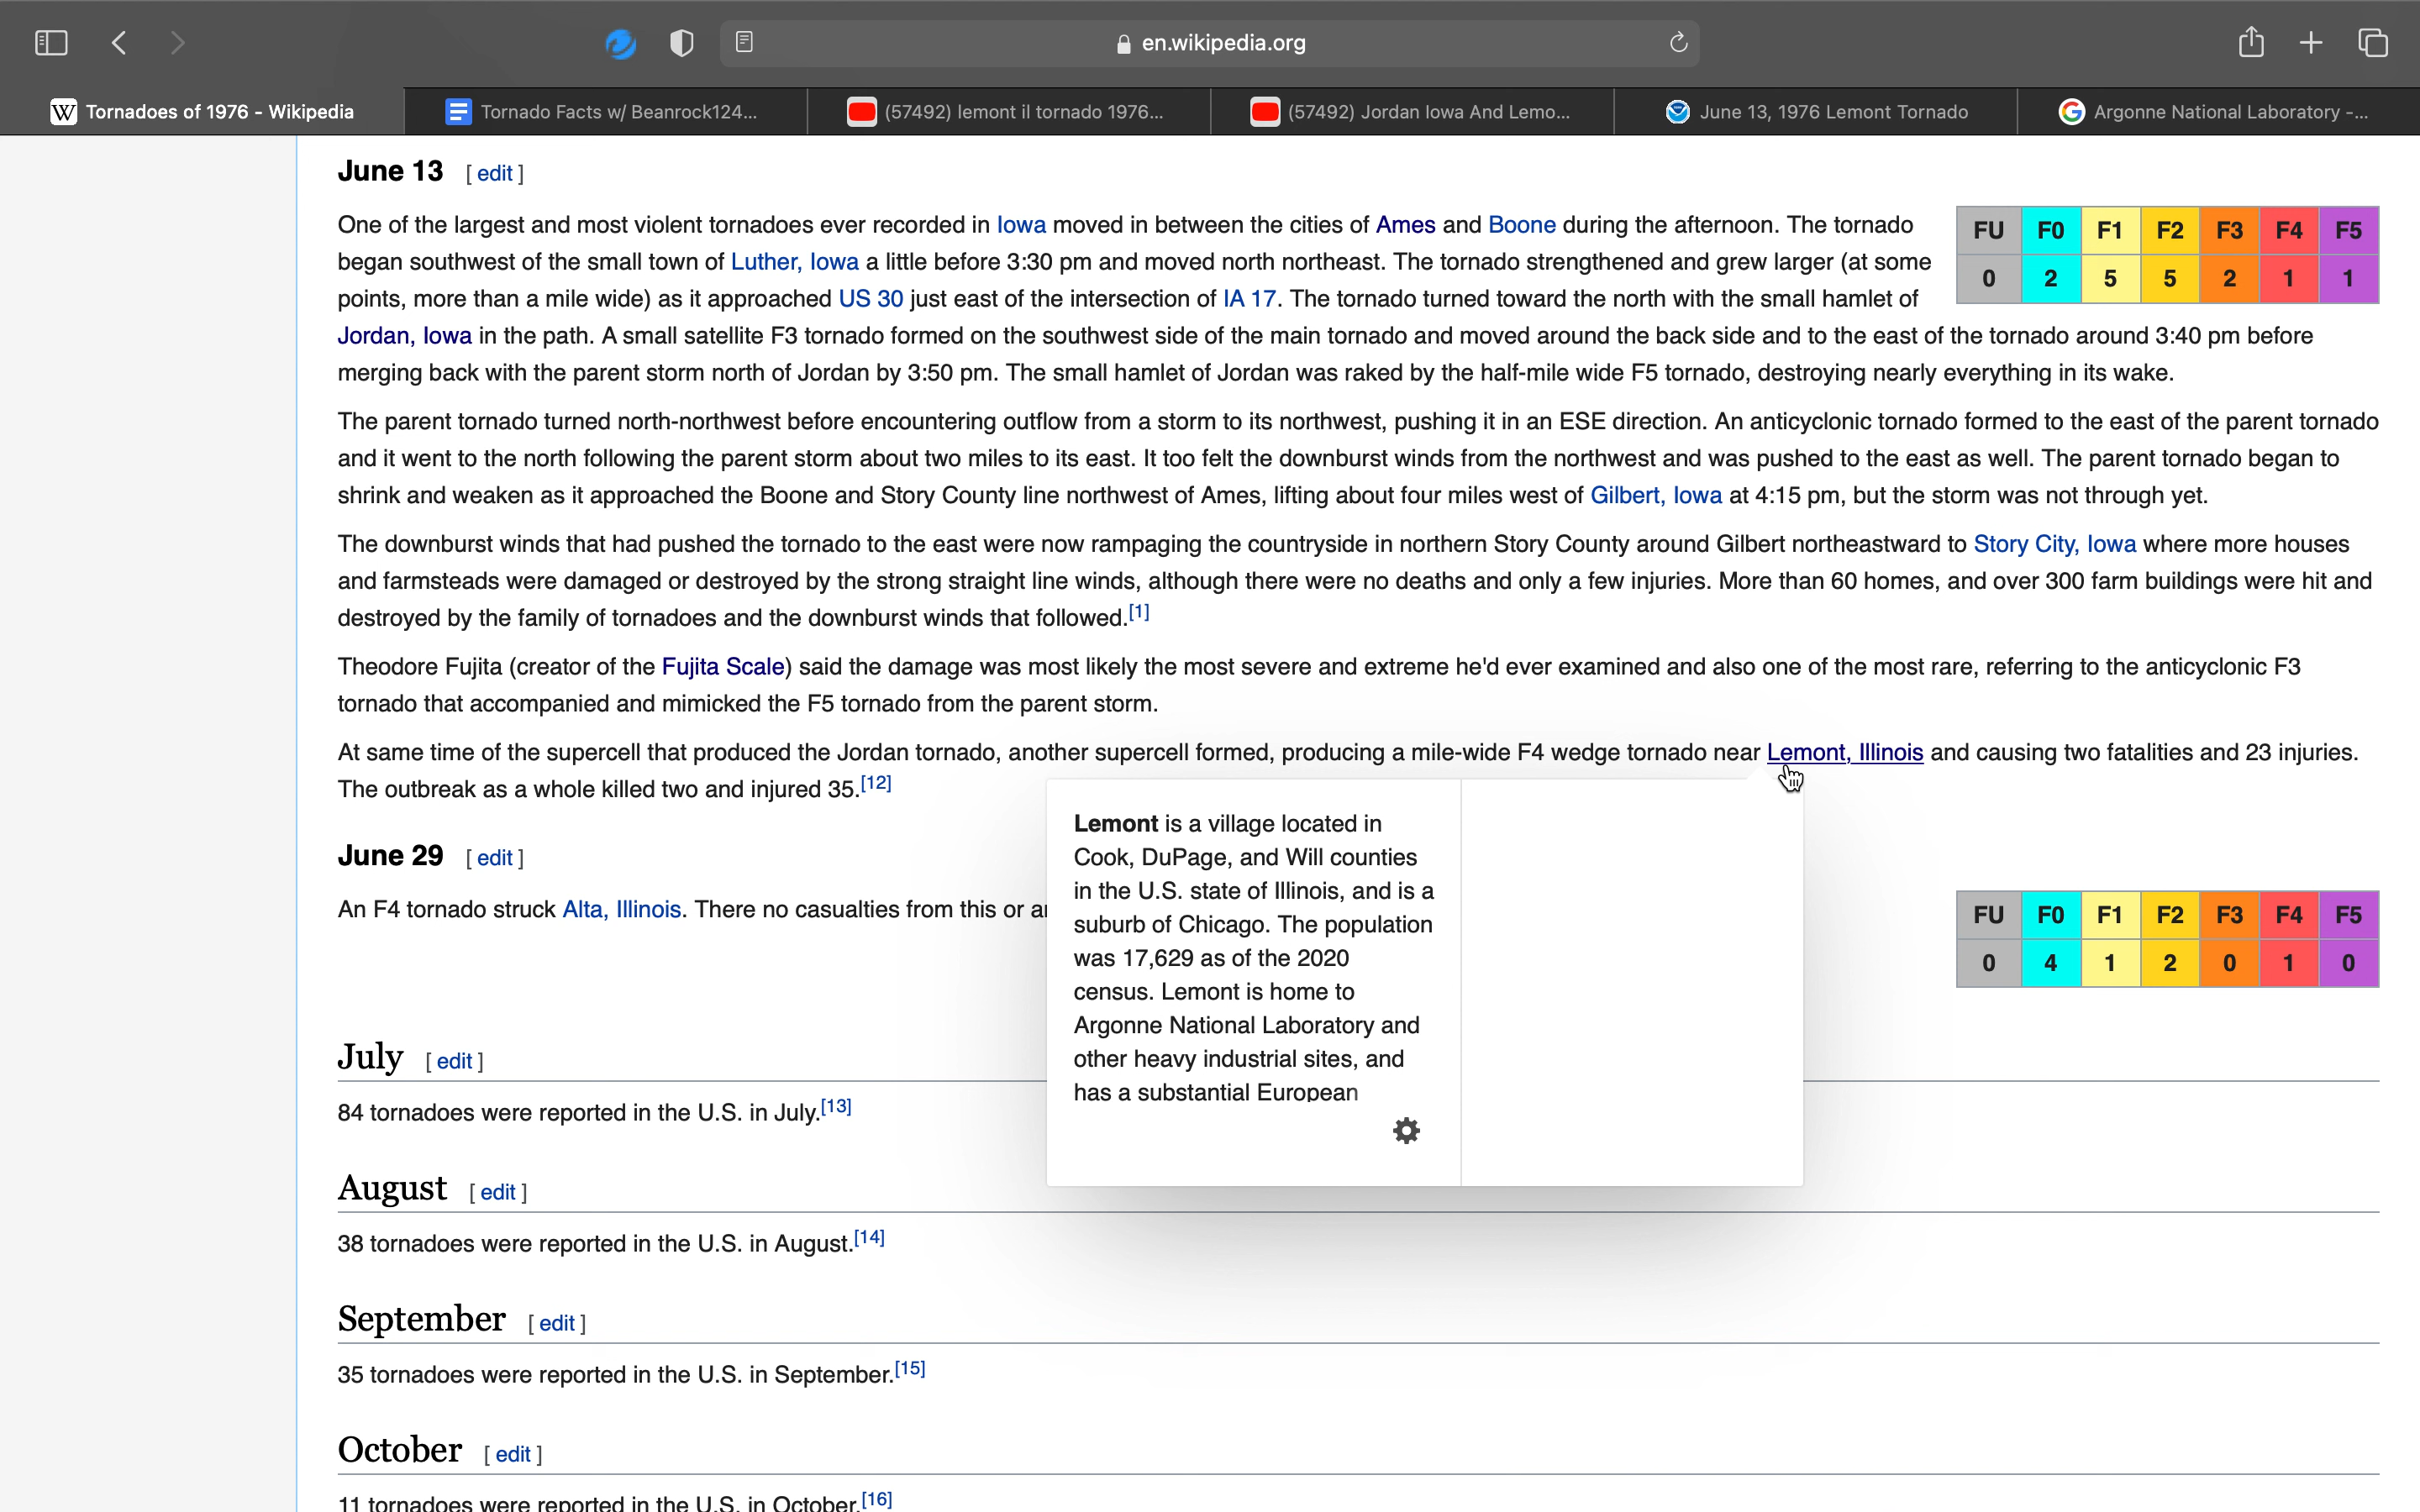 en.wikipedia.org
Tornadoes of 1976 - Wikipedia
Tornado Facts w/ Beanrock124...
(57492) lemont il tornado 1976...
(57492) Jordan Iowa And Lemo...
June 13, 1976 Lemont Tornado
Argonne National Laboratory -...
June 13 [ edit ]
One of the largest and most violent tornadoes ever recorded in Iowa moved in between the cities of Ames and Boone during the afternoon. The tornado
began southwest of the small town of Luther, Iowa a little before 3:30 pm and moved north northeast. The tornado strengthened and grew larger (at some
points, more than a mile wide) as it approached US 30 just east of the intersection of IA 17. The tornado turned toward the north with the small hamlet of
Jordan, Iowa in the path. A small satellite F3 tornado formed on the southwest side of the main tornado and moved around the back side and to the east of the tornado around 3:40 pm before
merging back with the parent storm north of Jordan by 3:50 pm. The small hamlet of Jordan was raked by the half-mile wide F5 tornado, destroying nearly everything in its wake.
FU F0 F1 F2 F3 F4 F5
0 2 5 5 2 1 1
The parent tornado turned north-northwest before encountering outflow from a storm to its northwest, pushing it in an ESE direction. An anticyclonic tornado formed to the east of the parent tornado
and it went to the north following the parent storm about two miles to its east. It too felt the downburst winds from the northwest and was pushed to the east as well. The parent tornado began to
shrink and weaken as it approached the Boone and Story County line northwest of Ames, lifting about four miles west of Gilbert, Iowa at 4:15 pm, but the storm was not through yet.
The downburst winds that had pushed the tornado to the east were now rampaging the countryside in northern Story County around Gilbert northeastward to Story City, Iowa where more houses
and farmsteads were damaged or destroyed by the strong straight line winds, although there were no deaths and only a few injuries. More than 60 homes, and over 300 farm buildings were hit and
destroyed by the family of tornadoes and the downburst winds that followed.[1]
Theodore Fujita (creator of the Fujita Scale) said the damage was most likely the most severe and extreme he'd ever examined and also one of the most rare, referring to the anticyclonic F3
tornado that accompanied and mimicked the F5 tornado from the parent storm.
At same time of the supercell that produced the Jordan tornado, another supercell formed, producing a mile-wide F4 wedge tornado near Lemont, Illinois and causing two fatalities and 23 injuries.
The outbreak as a whole killed two and injured 35.[12]
Lemont is a village located in
Cook, DuPage, and Will counties
in the U.S. state of Illinois, and is a
suburb of Chicago. The population
was 17,629 as of the 2020
census. Lemont is home to
Argonne National Laboratory and
other heavy industrial sites, and
has a substantial European
June 29 [ edit ]
An F4 tornado struck Alta, Illinois. There no casualties from this or
FU F0 F1 F2 F3 F4 F5
0 4 1 2 0 1 0
July [ edit ]
84 tornadoes were reported in the U.S. in July.[13]
August [ edit ]
38 tornadoes were reported in the U.S. in August.[14]
September [ edit ]
35 tornadoes were reported in the U.S. in September.[15]
October [ edit ]
11 tornadoes were reported in the U.S. in October.[16]